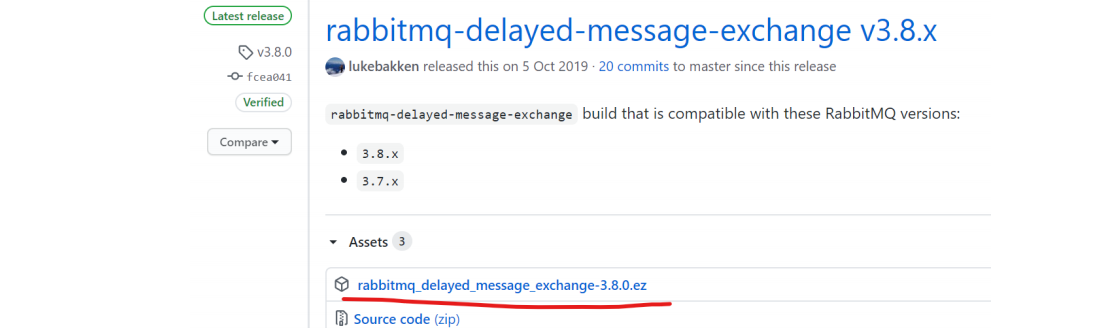 Latest release
v3.8.0
fcea041
Verified
Compare
rabbitmq-delayed-message-exchange v3.8.x
lukebakken released this on 5 Oct 2019 · 20 commits to master since this release
rabbitmq-delayed-message-exchange build that is compatible with these RabbitMQ versions:
3.8.x
3.7.x
Assets 3
rabbitmq_delayed_message_exchange-3.8.0.ez
Source code (zip)